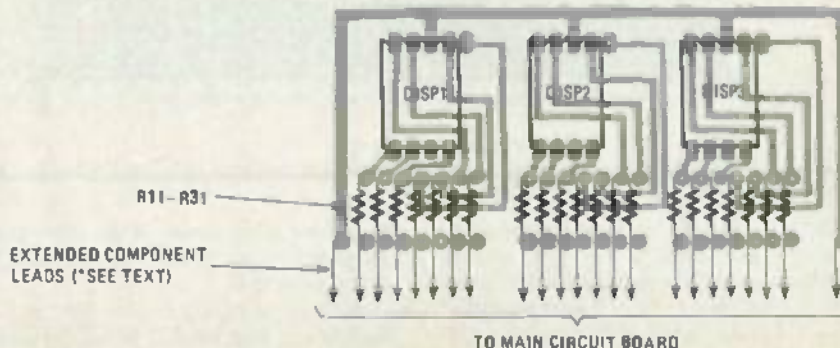 DISP1 DISP2 DISP3
R11-R31
EXTENDED COMPONENT
LEADS (*SEE TEXT)
TO MAIN CIRCUIT BOARD